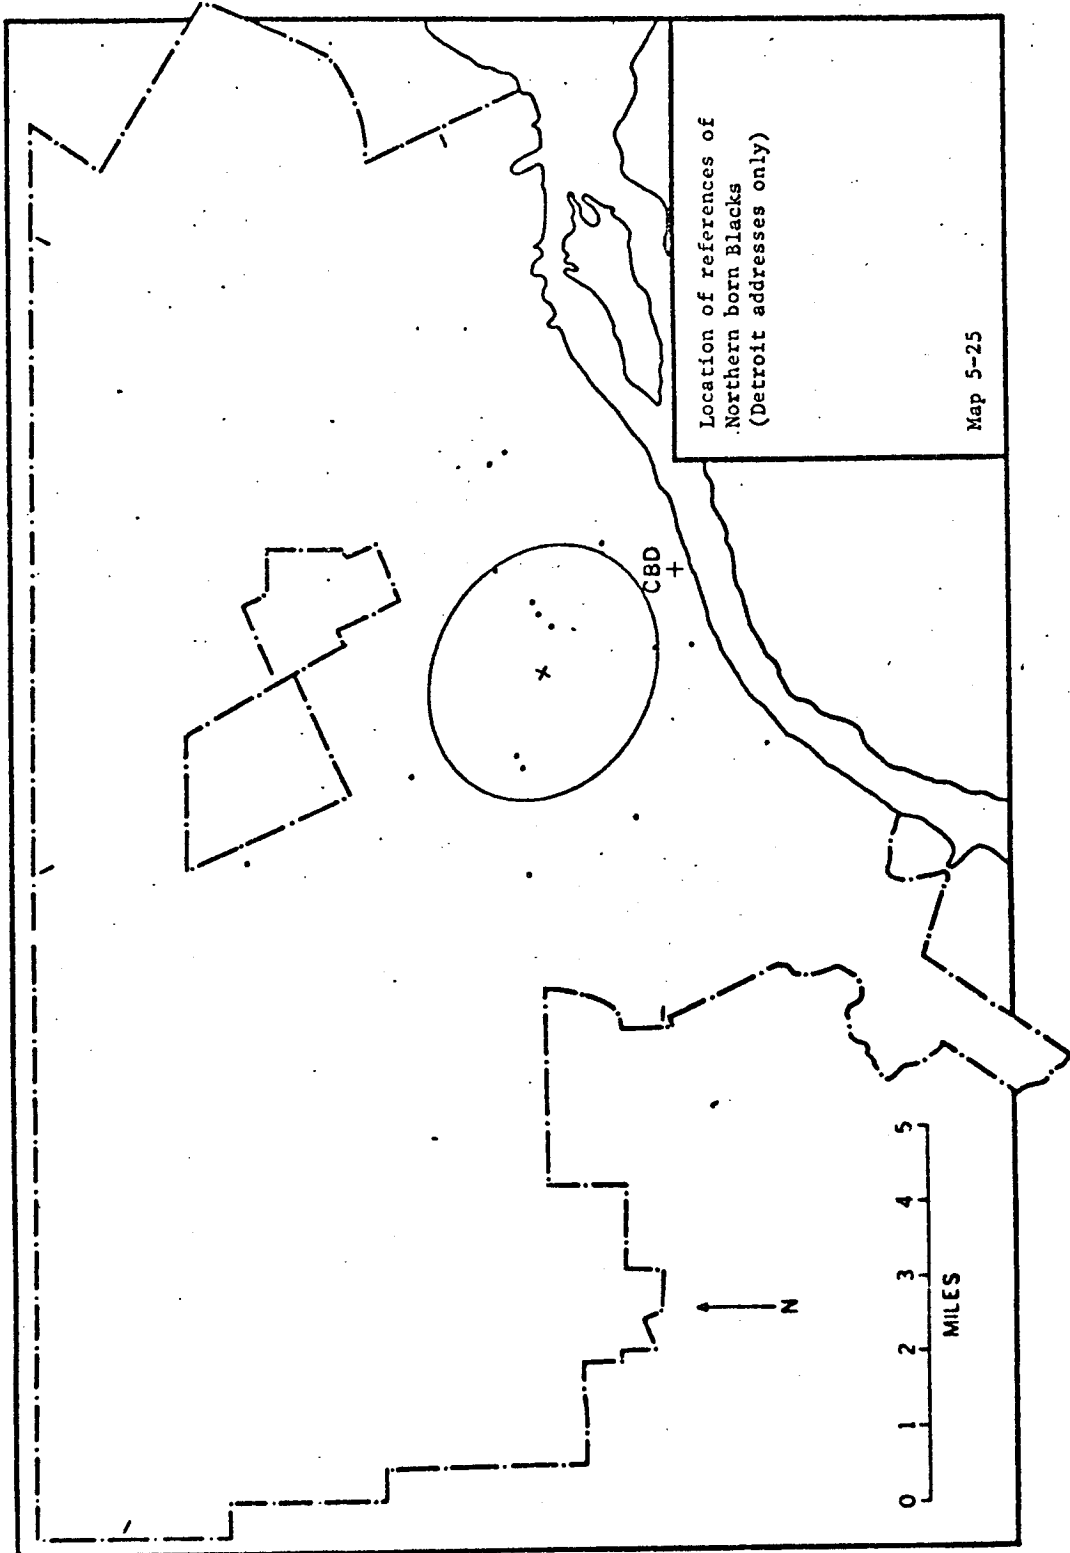 Location of references of
Northern born Blacks
(Detroit addresses only)
Map 5-25
CBD
N
0 1 2 3 4 5
MILES